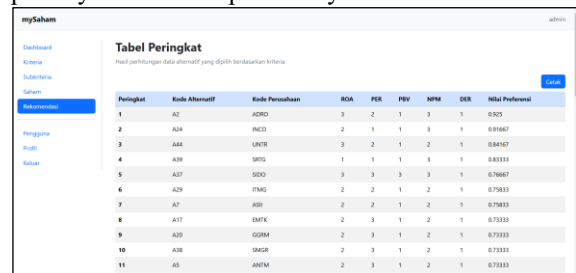 mySaham admin
Dashboard
Kriteria
Subkriteria
Saham
Rekomendasi
Pengguna
Profil
Keluar
Tabel Peringkat
Hasil perhitungan data alternatif yang dipilih berdasarkan kriteria.
Cetak
Peringkat Kode Alternatif Kode Perusahaan ROA PER PBV NPM DER Nilai Preferensi
1 A2 ADRO 3 2 1 3 1 0.925
2 A24 INCO 2 1 1 3 1 0.91667
3 A44 UNTR 3 2 1 2 1 0.84167
4 A39 SRTG 1 1 1 3 1 0.83333
5 A37 SIDO 3 3 3 3 1 0.76667
6 A29 ITMG 2 2 1 2 1 0.75833
7 A7 ASII 2 2 1 2 1 0.75833
8 A17 EMTK 2 3 1 2 1 0.73333
9 A20 GGRM 2 3 1 2 1 0.73333
10 A38 SMGR 2 3 1 2 1 0.73333
11 A5 ANTM 2 3 1 2 1 0.73333